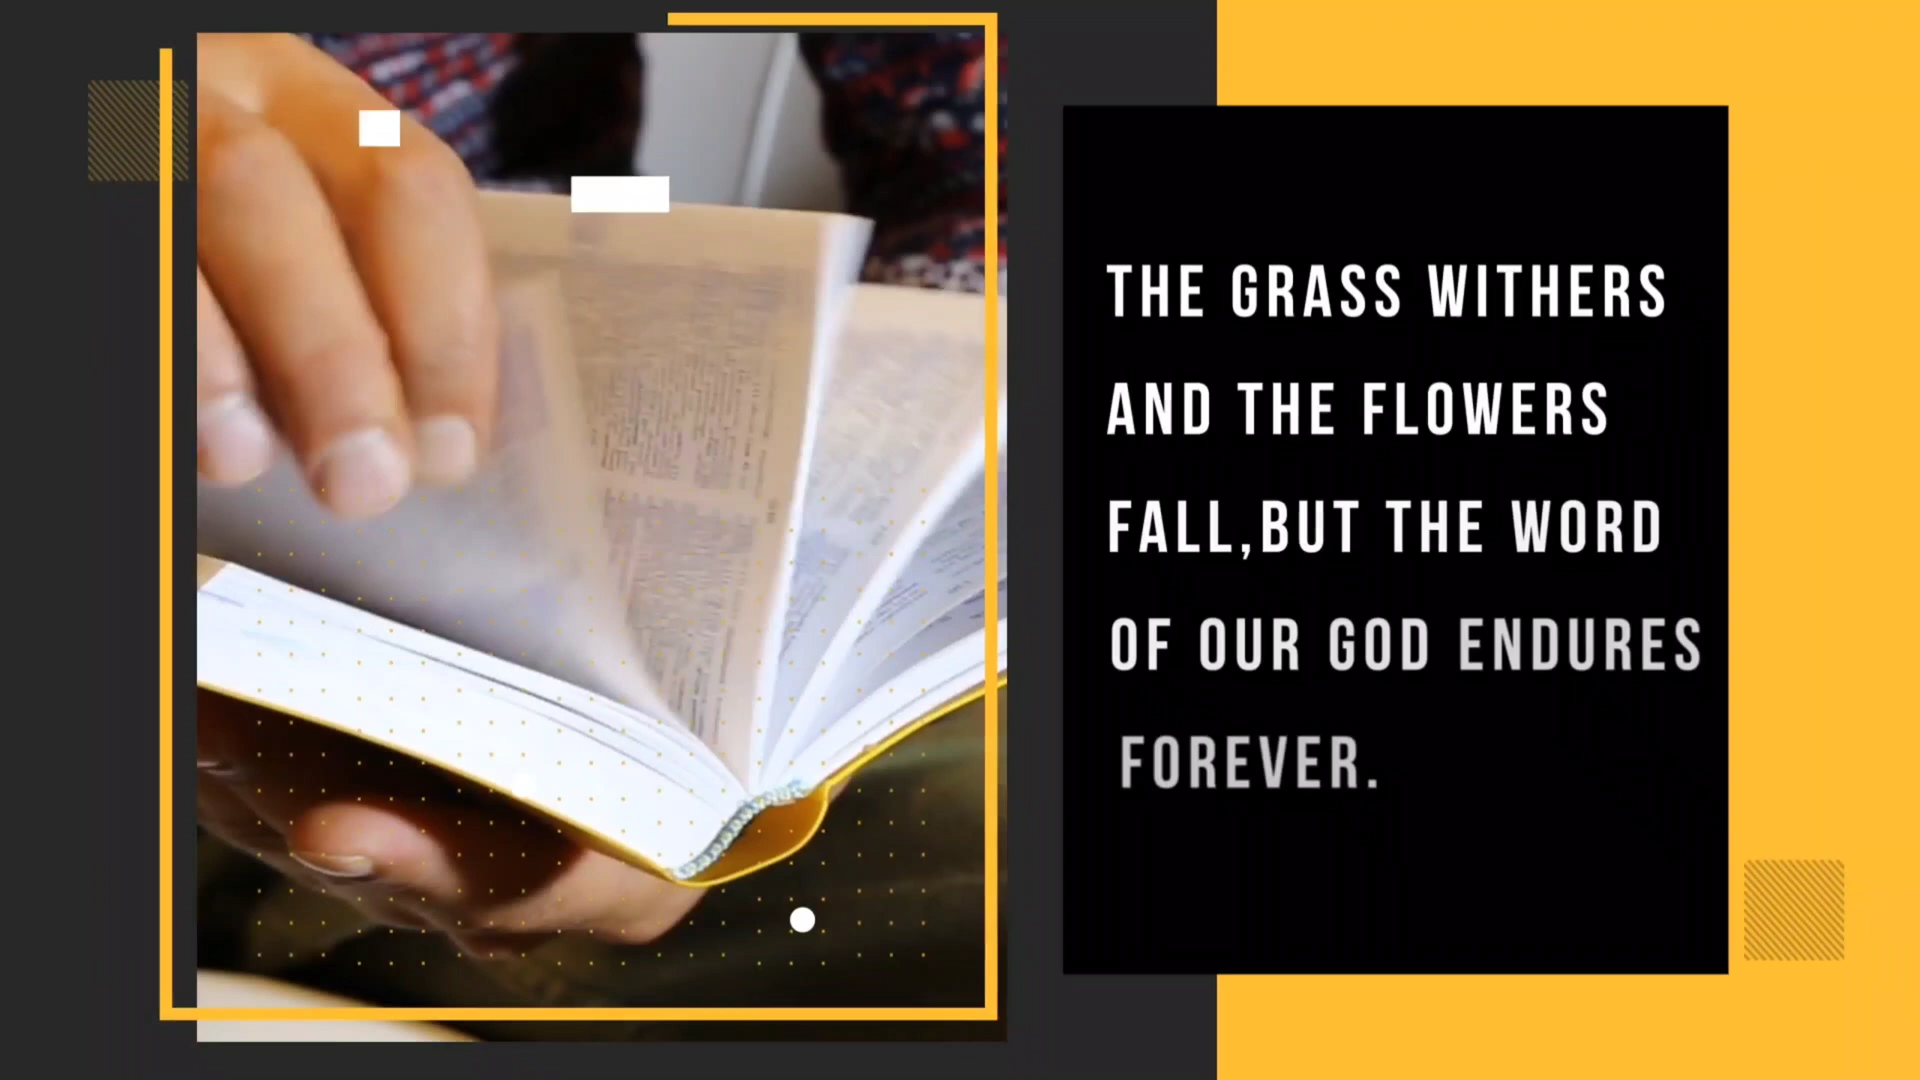 THE GRASS WITHERS
AND THE FLOWERS
FALL,BUT THE WORD
OF OUR GOD ENDURES
FOREVER.